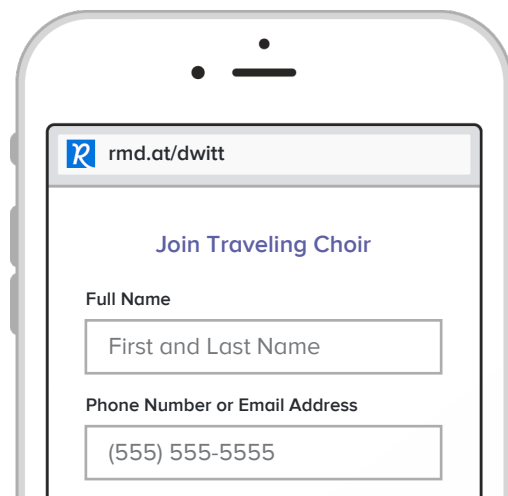 rmd.at/dwitt
Join Traveling Choir
Full Name
First and Last Name
Phone Number or Email Address
(555) 555-5555